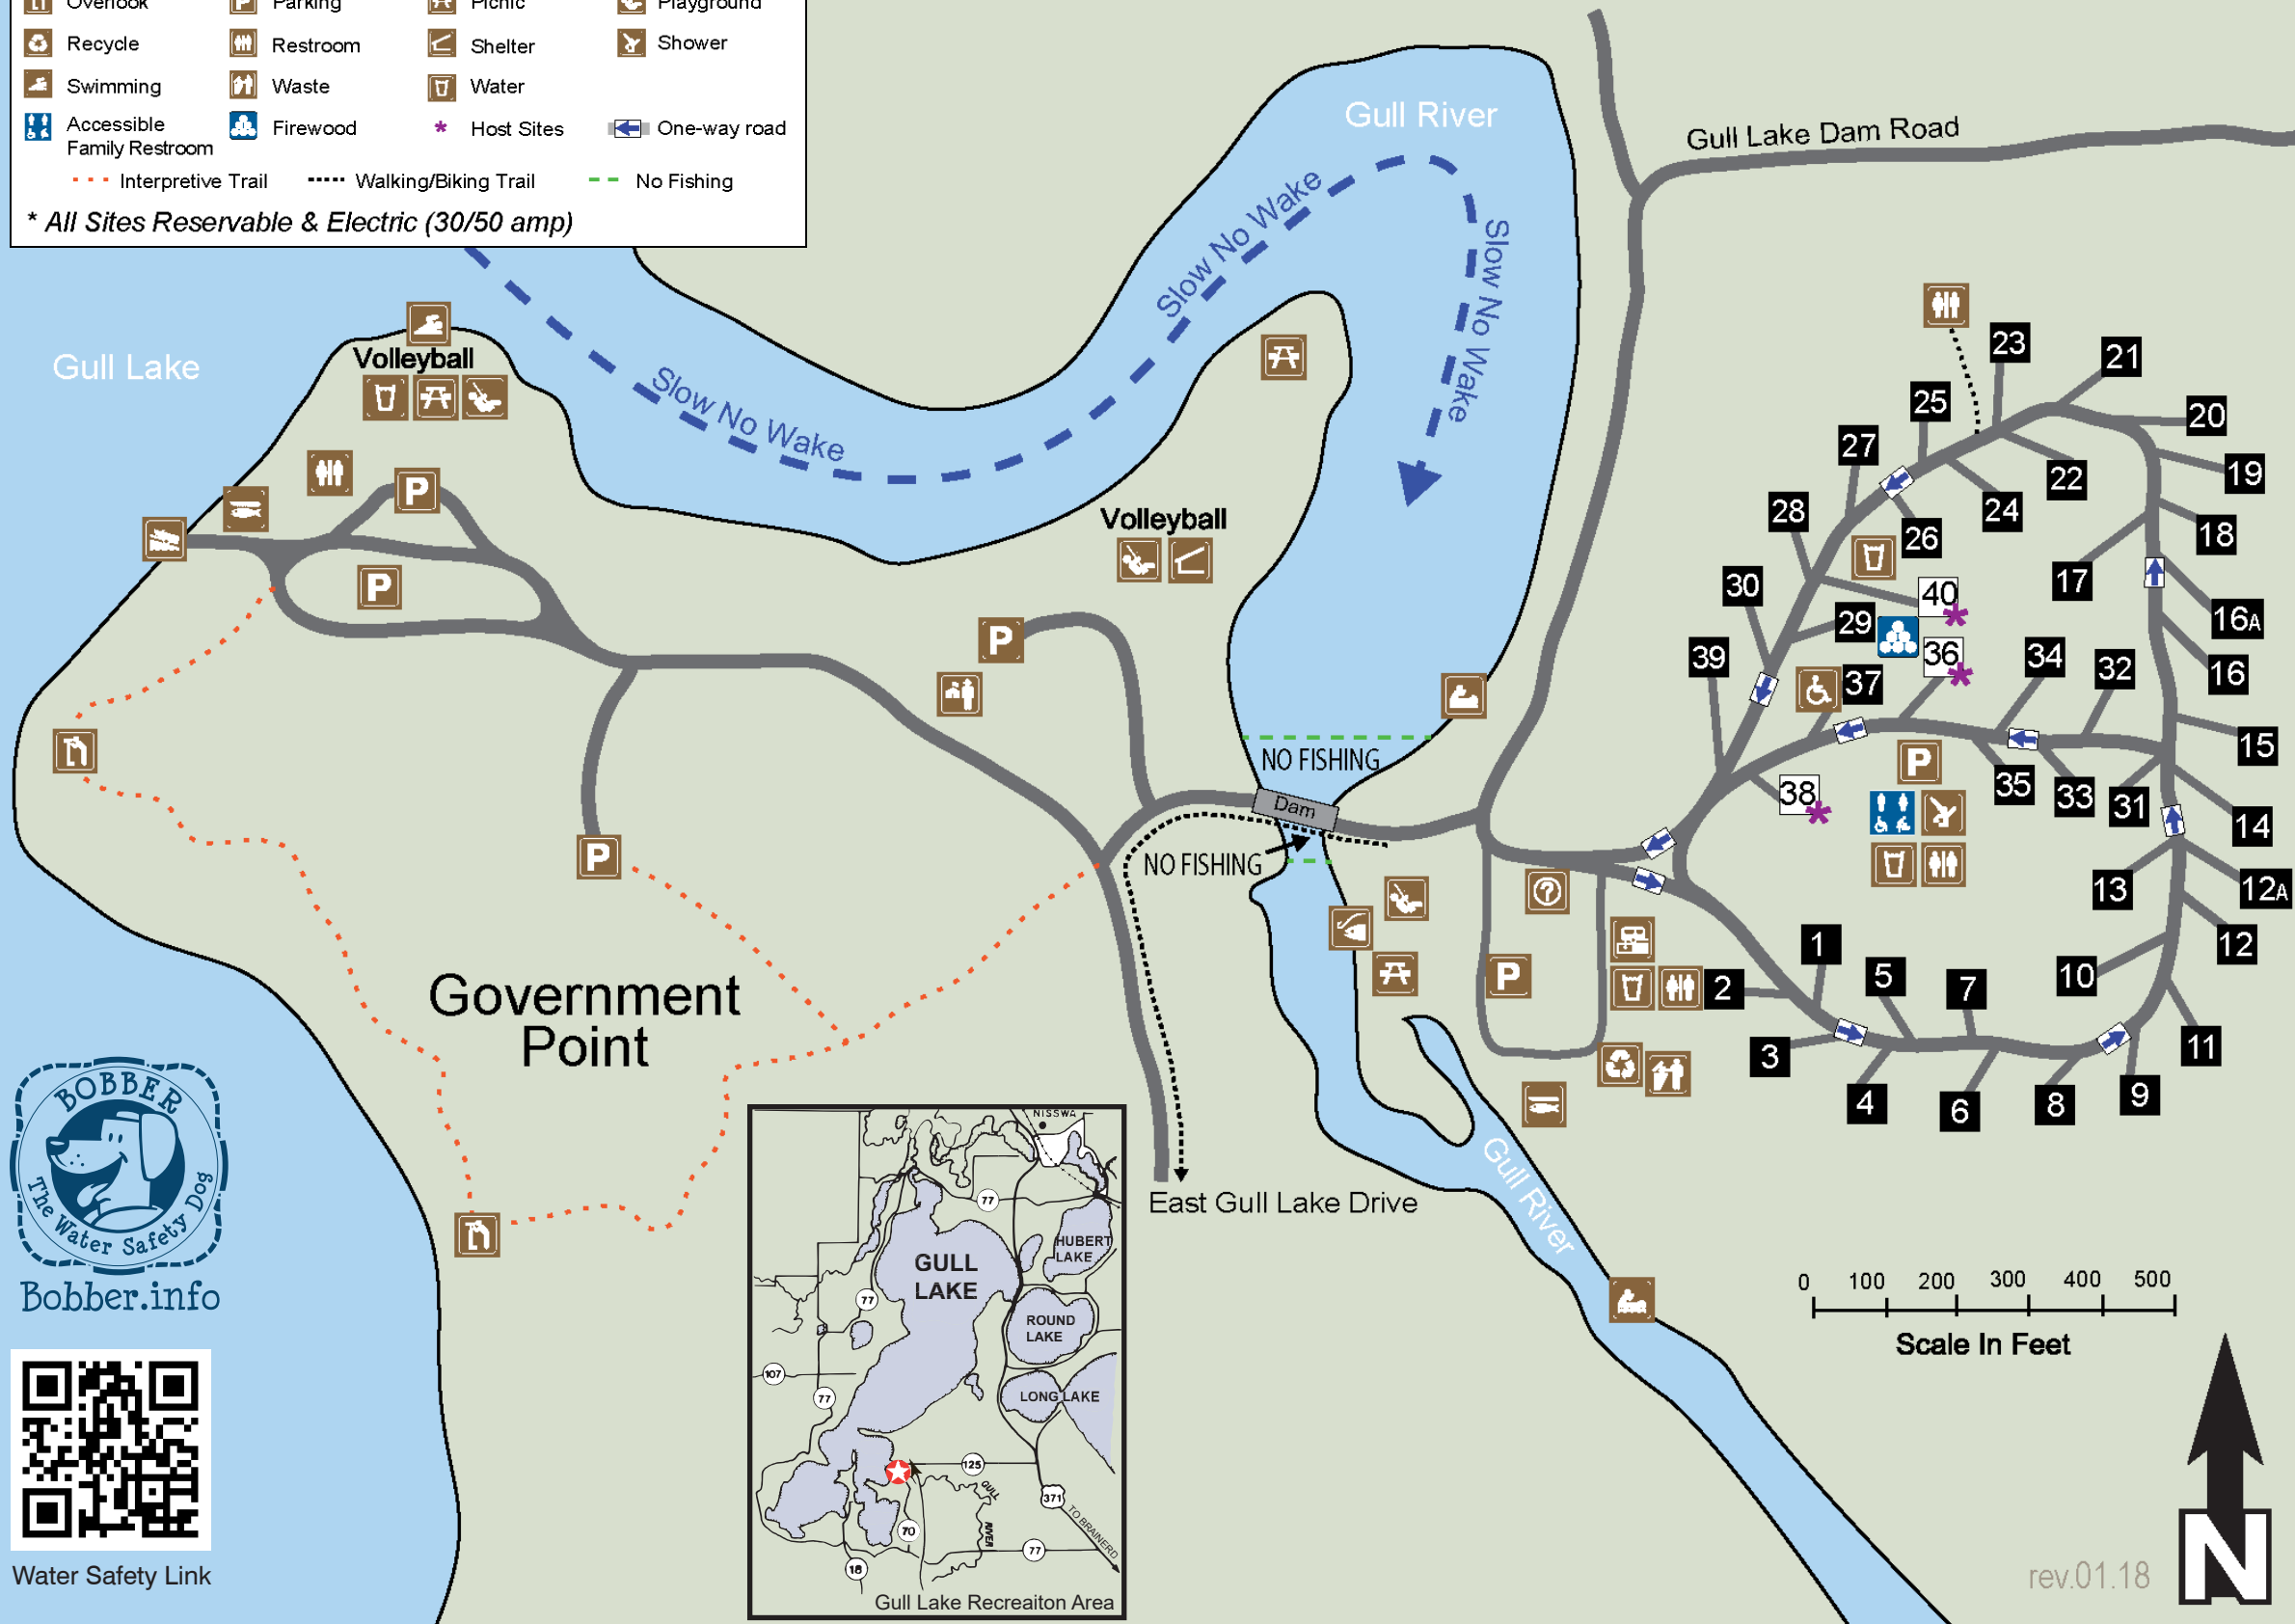 Overlook
Parking
Picnic
Playground
Recycle
Restroom
Shelter
Shower
Swimming
Waste
Water
Accessible
Family Restroom
Firewood
* Host Sites
One-way road
Interpretive Trail
Walking/Biking Trail
No Fishing
* All Sites Reservable & Electric (30/50 amp)
Gull River
Gull Lake Dam Road
Slow No Wake
Slow No Wake
Slow No Wake
Gull Lake
Volleyball
Volleyball
P
P
P
P
P
P
NO FISHING
Dam
NO FISHING
Government
Point
East Gull Lake Drive
Gull River
?
23
21
25
20
27
19
22
28
24
18
26
17
30
40
*
16A
29
39
36
*
34
32
16
37
15
38
*
35
33
31
14
13
12A
1
12
2
5
7
10
3
11
4
6
8
9
0 100 200 300 400 500
Scale In Feet
N
rev.01.18
BOBBER
The Water Safety Dog
Bobber.info
Water Safety Link
NISSWA
77
HUBERT
LAKE
GULL
LAKE
77
ROUND
LAKE
107
77
LONG LAKE
125
GULL
RIVER
371
TO BRAINERD
70
77
18
Gull Lake Recreaiton Area